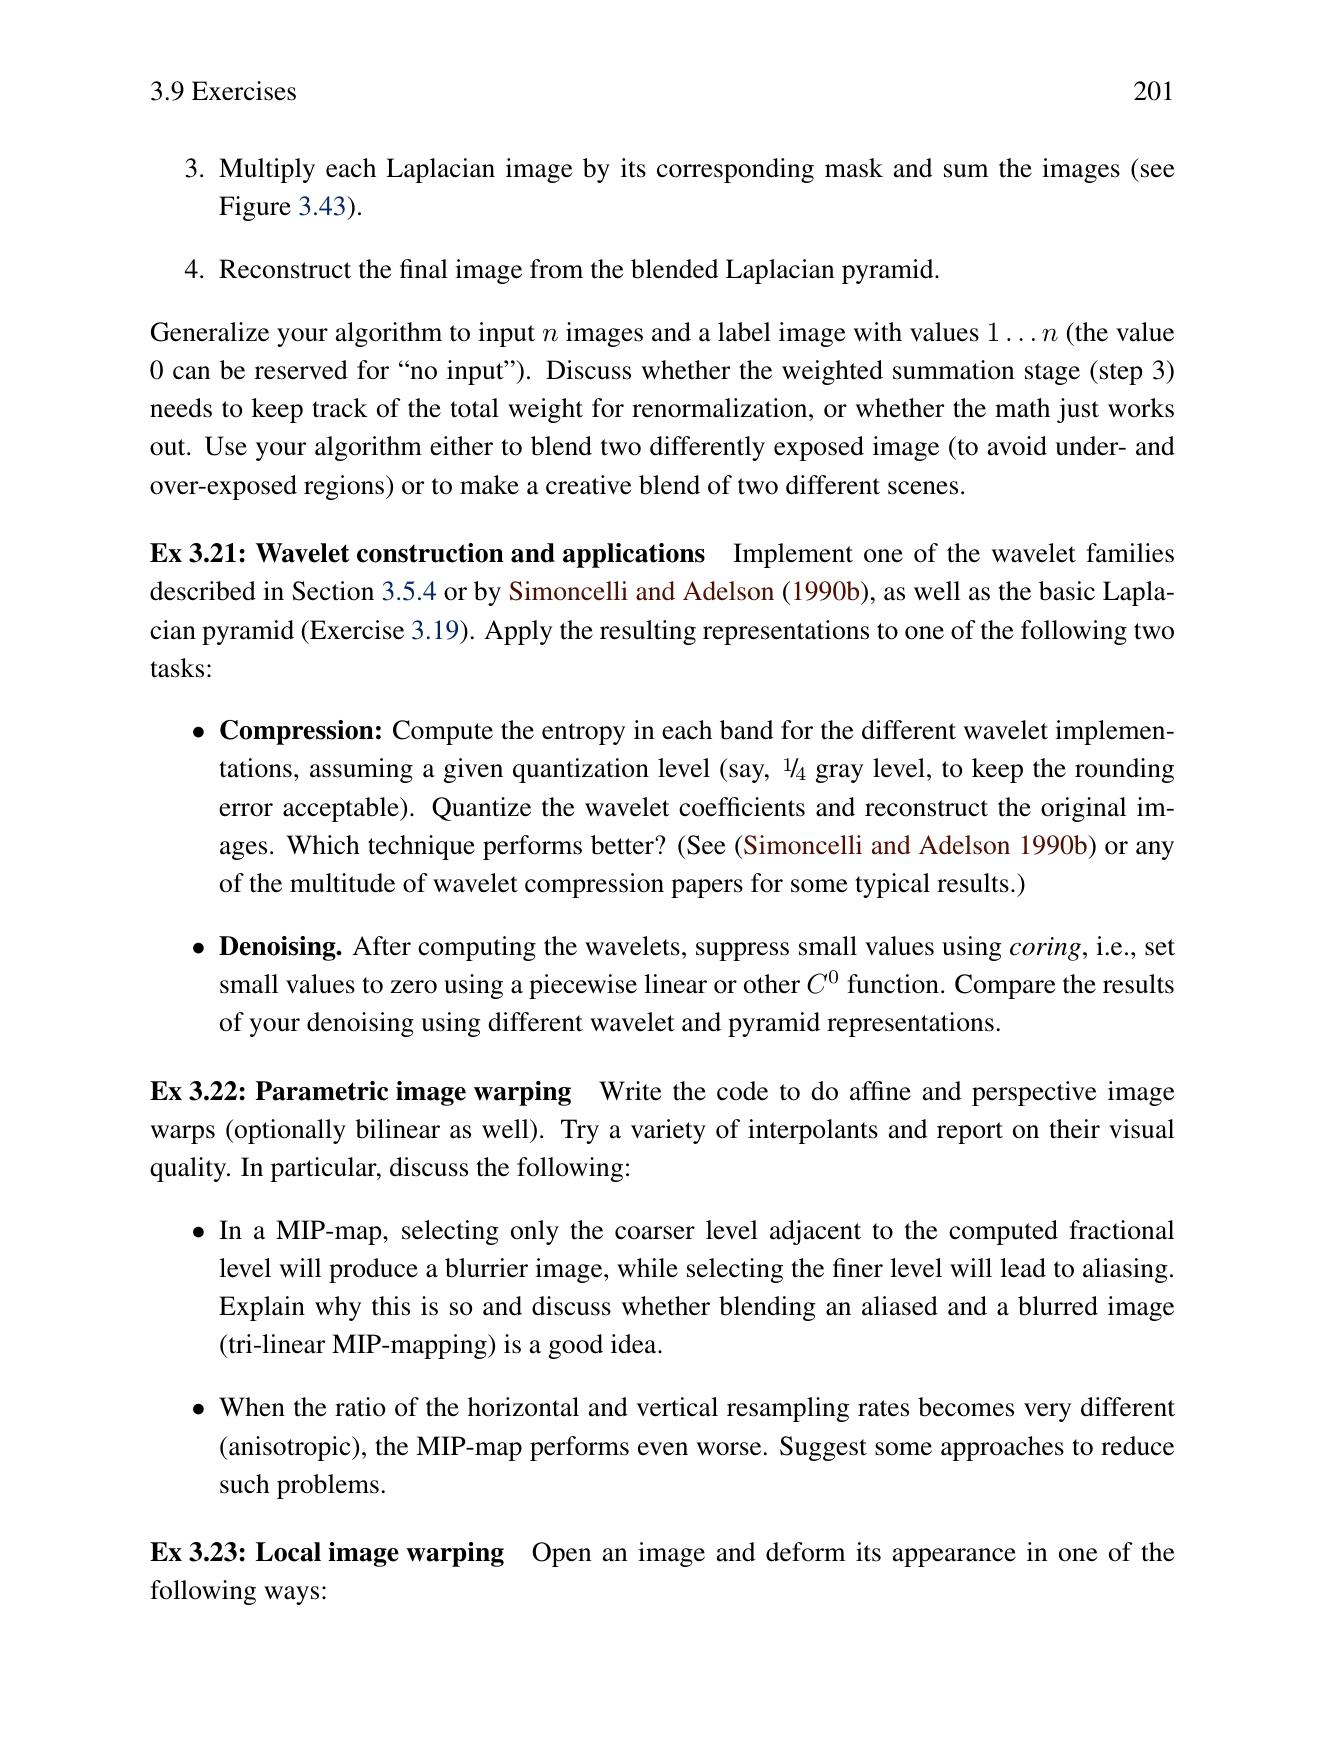 3.9 Exercises 201
3. Multiply each Laplacian image by its corresponding mask and sum the images (see
Figure 3.43).
4. Reconstruct the final image from the blended Laplacian pyramid.
Generalize your algorithm to input n images and a label image with values 1 . . . n (the value
0 can be reserved for “no input”). Discuss whether the weighted summation stage (step 3)
needs to keep track of the total weight for renormalization, or whether the math just works
out. Use your algorithm either to blend two differently exposed image (to avoid under- and
over-exposed regions) or to make a creative blend of two different scenes.
Ex 3.21: Wavelet construction and applications Implement one of the wavelet families
described in Section 3.5.4 or by Simoncelli and Adelson (1990b), as well as the basic Lapla-
cian pyramid (Exercise 3.19). Apply the resulting representations to one of the following two
tasks:
• Compression: Compute the entropy in each band for the different wavelet implemen-
tations, assuming a given quantization level (say, 1/4 gray level, to keep the rounding
error acceptable). Quantize the wavelet coefficients and reconstruct the original im-
ages. Which technique performs better? (See (Simoncelli and Adelson 1990b) or any
of the multitude of wavelet compression papers for some typical results.)
• Denoising. After computing the wavelets, suppress small values using coring, i.e., set
small values to zero using a piecewise linear or other C⁰ function. Compare the results
of your denoising using different wavelet and pyramid representations.
Ex 3.22: Parametric image warping Write the code to do affine and perspective image
warps (optionally bilinear as well). Try a variety of interpolants and report on their visual
quality. In particular, discuss the following:
• In a MIP-map, selecting only the coarser level adjacent to the computed fractional
level will produce a blurrier image, while selecting the finer level will lead to aliasing.
Explain why this is so and discuss whether blending an aliased and a blurred image
(tri-linear MIP-mapping) is a good idea.
• When the ratio of the horizontal and vertical resampling rates becomes very different
(anisotropic), the MIP-map performs even worse. Suggest some approaches to reduce
such problems.
Ex 3.23: Local image warping Open an image and deform its appearance in one of the
following ways: